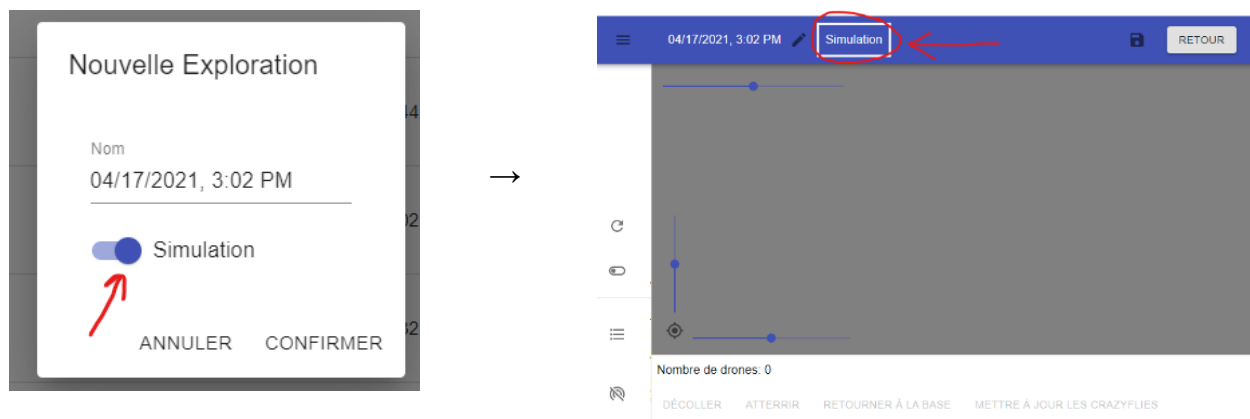 Nouvelle Exploration
Nom
04/17/2021, 3:02 PM
Simulation
ANNULER CONFIRMER
→
04/17/2021, 3:02 PM Simulation RETOUR
Nombre de drones: 0
DÉCOLLER ATTERRIR RETOURNER À LA BASE METTRE À JOUR LES CRAZYFLIES